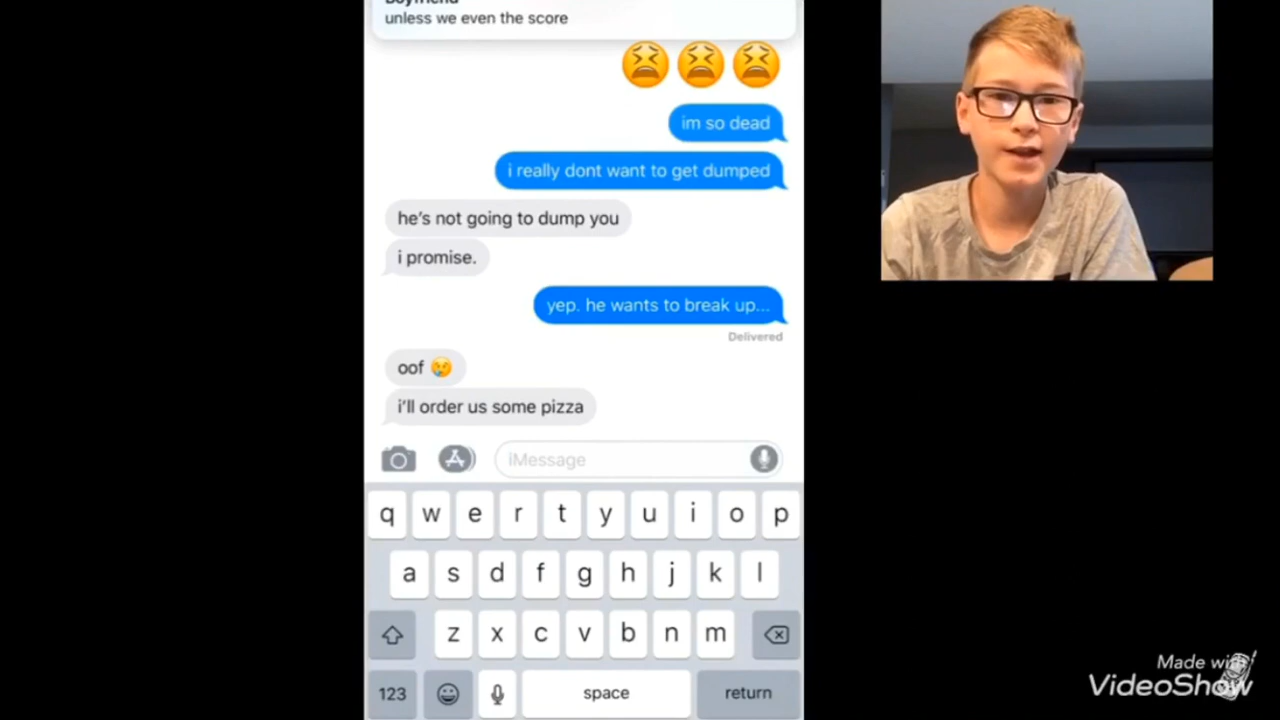 Boyfriend
unless we even the score
im so dead
i really dont want to get dumped
he's not going to dump you
i promise.
yep. he wants to break up...
Delivered
oof
i'll order us some pizza
iMessage
q w e r t y u i o p
a s d f g h j k l
z x c v b n m
123
space
return
Made with
VideoShow